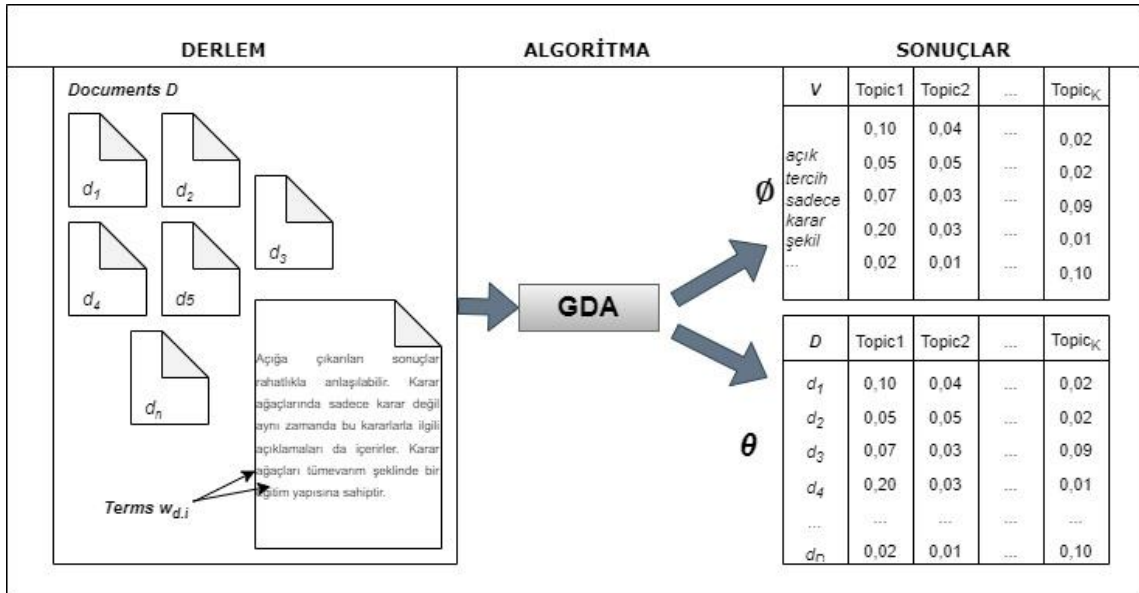 DERLEM ALGORİTMA SONUÇLAR
Documents D
d1
d2
d3
d4
d5
dn
Açığa çıkarılan sonuçlar
rahatlıkla anlaşılabilir. Karar
ağaçlarında sadece karar değil
aynı zamanda bu kararlarla ilgili
açıklamaları da içerirler. Karar
ağaçları tümevarım şeklinde bir
eğitim yapısına sahiptir.
Terms wd.i
GDA
Ø
V Topic1 Topic2 ... TopicK
0,10 0,04 ... 0,02
açık 0,05 0,05 ... 0,02
tercih
sadece 0,07 0,03 ... 0,09
karar 0,20 0,03 ... 0,01
şekil
... 0,02 0,01 ... 0,10
θ
D Topic1 Topic2 ... TopicK
d1 0,10 0,04 ... 0,02
d2 0,05 0,05 ... 0,02
d3 0,07 0,03 ... 0,09
d4 0,20 0,03 ... 0,01
... ... ... ... ...
dn 0,02 0,01 ... 0,10